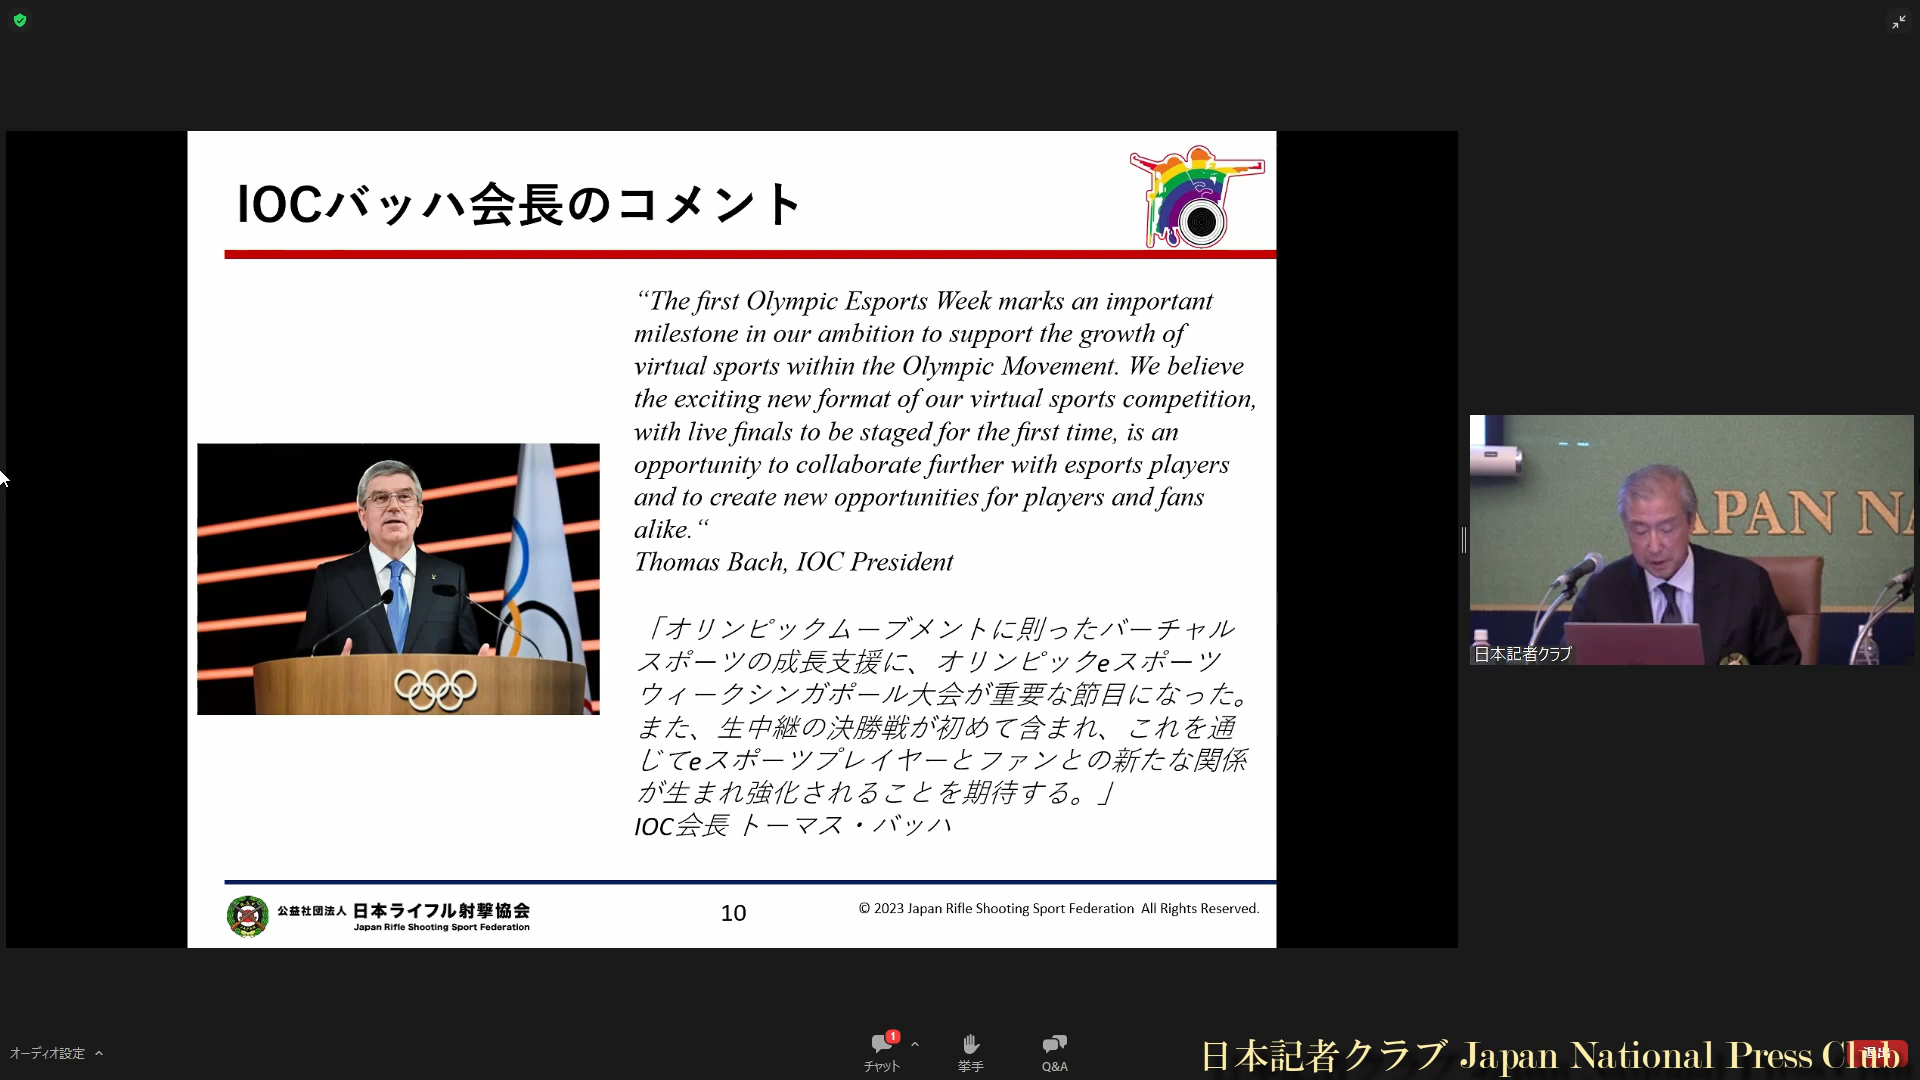 IOCバッハ会長のコメント
“The first Olympic Esports Week marks an important
milestone in our ambition to support the growth of
virtual sports within the Olympic Movement. We believe
the exciting new format of our virtual sports competition,
with live finals to be staged for the first time, is an
opportunity to collaborate further with esports players
and to create new opportunities for players and fans
alike.“
Thomas Bach, IOC President
「オリンピックムーブメントに則ったバーチャル
スポーツの成長支援に、オリンピックeスポーツ
ウィークシンガポール大会が重要な節目になった。
また、生中継の決勝戦が初めて含まれ、これを通
じてeスポーツプレイヤーとファンとの新たな関係
が生まれ強化されることを期待する。」
IOC会長 トーマス・バッハ
公益社団法人 日本ライフル射撃協会
Japan Rifle Shooting Sport Federation
10
© 2023 Japan Rifle Shooting Sport Federation All Rights Reserved.
APAN NA
日本記者クラブ
オーディオ設定
1
チャット
挙手
Q&A
日本記者クラブ Japan National Press Club
退出